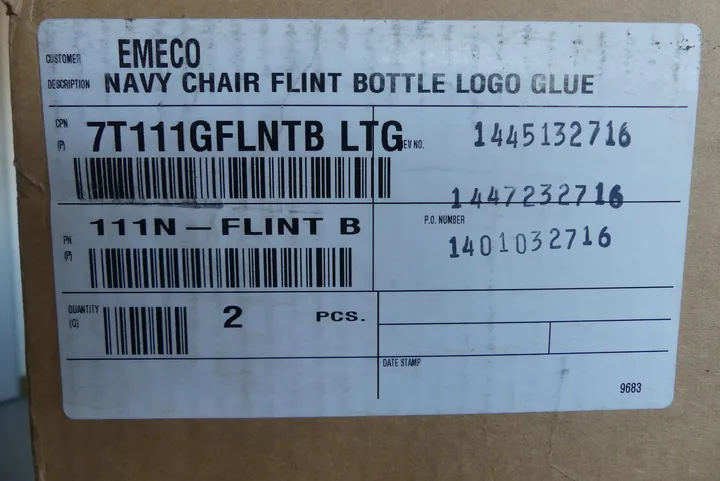 CUSTOMER EMECO
DESCRIPTION NAVY CHAIR FLINT BOTTLE LOGO GLUE
CPN
(P) 7T111GFLNTB LTG
EV NO. 1445132716
1447232716
PN
(P) 111N-FLINT B
P.O. NUMBER
1401032716
QUANTITY
(Q) 2 PCS.
DATE STAMP
9683